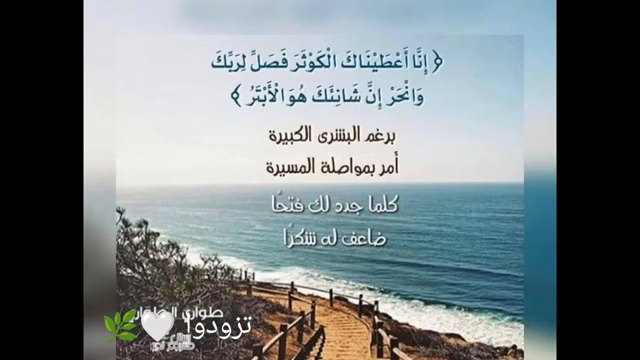 ﴿ إِنَّا أَعْطَيْنَاكَ الْكَوْثَرَ فَصَلِّ لِرَبِّكَ
وَانْحَرْ إِنَّ شَانِئَكَ هُوَ الْأَبْتَرُ ﴾
برغم البشرى الكبيرة
أمر بمواصلة المسيرة
كلما جدد لك فتحًا
ضاعف له شكرًا
تزودوا